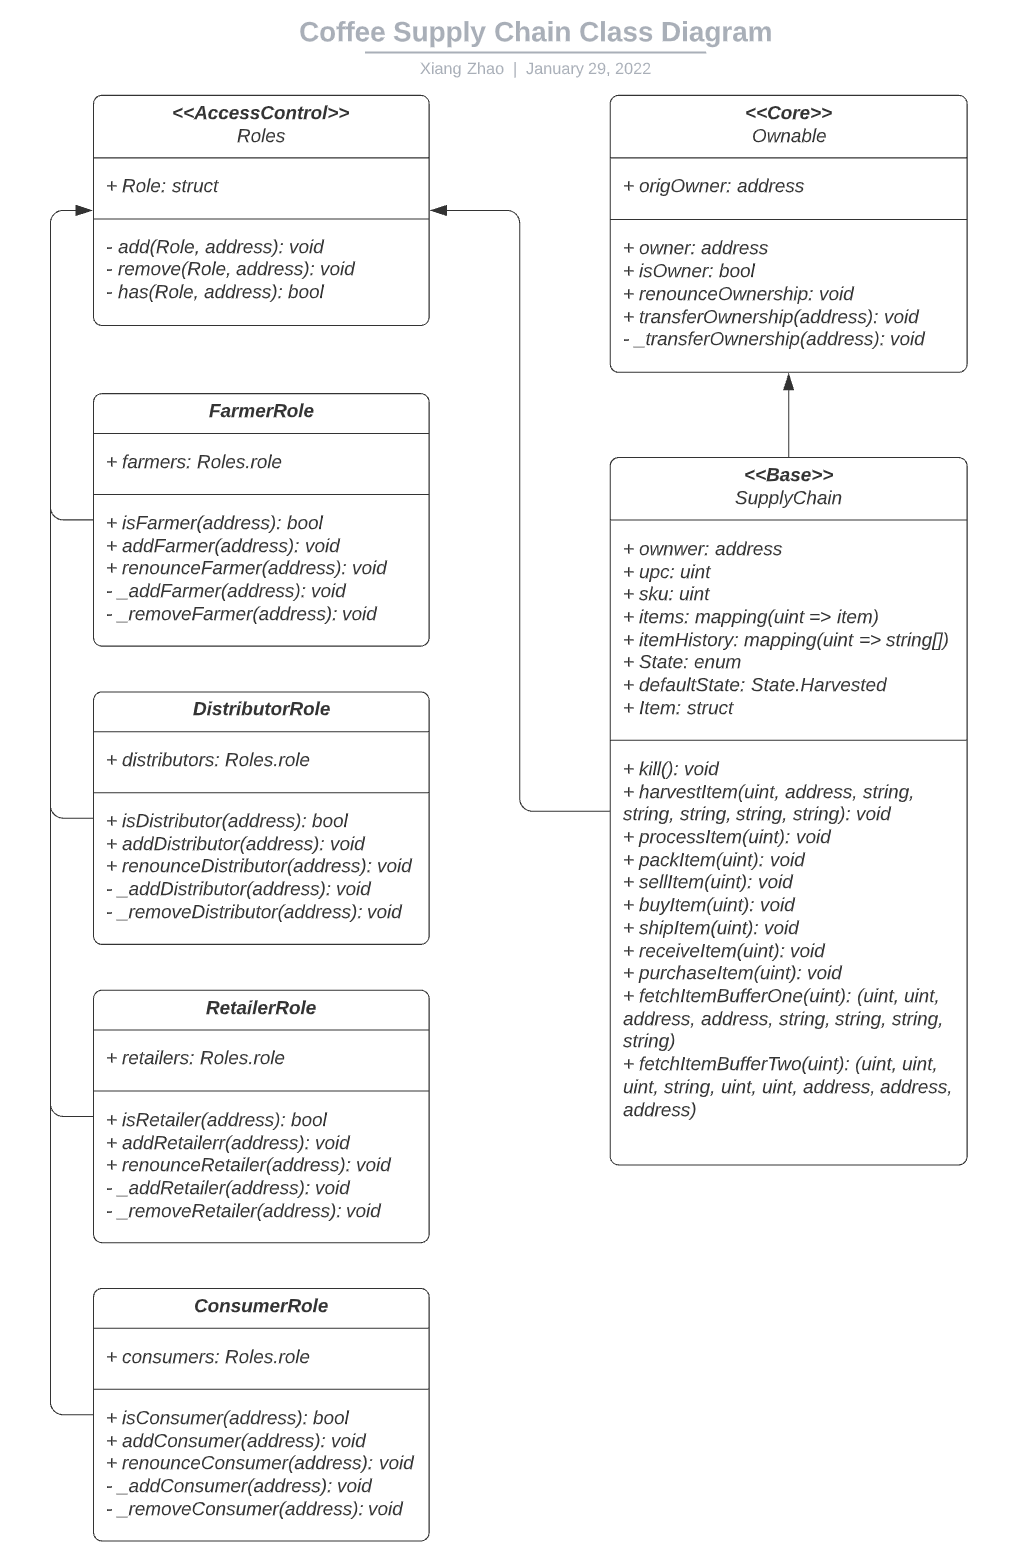 Coffee Supply Chain Class Diagram
Xiang Zhao | January 29, 2022
<<AccessControl>>
Roles
+ Role: struct
- add(Role, address): void
- remove(Role, address): void
- has(Role, address): bool
FarmerRole
+ farmers: Roles.role
+ isFarmer(address): bool
+ addFarmer(address): void
+ renounceFarmer(address): void
- _addFarmer(address): void
- _removeFarmer(address): void
DistributorRole
+ distributors: Roles.role
+ isDistributor(address): bool
+ addDistributor(address): void
+ renounceDistributor(address): void
- _addDistributor(address): void
- _removeDistributor(address): void
RetailerRole
+ retailers: Roles.role
+ isRetailer(address): bool
+ addRetailerr(address): void
+ renounceRetailer(address): void
- _addRetailer(address): void
- _removeRetailer(address): void
ConsumerRole
+ consumers: Roles.role
+ isConsumer(address): bool
+ addConsumer(address): void
+ renounceConsumer(address): void
- _addConsumer(address): void
- _removeConsumer(address): void
<<Core>>
Ownable
+ origOwner: address
+ owner: address
+ isOwner: bool
+ renounceOwnership: void
+ transferOwnership(address): void
- _transferOwnership(address): void
<<Base>>
SupplyChain
+ ownwer: address
+ upc: uint
+ sku: uint
+ items: mapping(uint => item)
+ itemHistory: mapping(uint => string[])
+ State: enum
+ defaultState: State.Harvested
+ Item: struct
+ kill(): void
+ harvestItem(uint, address, string,
string, string, string, string): void
+ processItem(uint): void
+ packItem(uint): void
+ sellItem(uint): void
+ buyItem(uint): void
+ shipItem(uint): void
+ receiveItem(uint): void
+ purchaseItem(uint): void
+ fetchItemBufferOne(uint): (uint, uint,
address, address, string, string, string,
string)
+ fetchItemBufferTwo(uint): (uint, uint,
uint, string, uint, uint, address, address,
address)